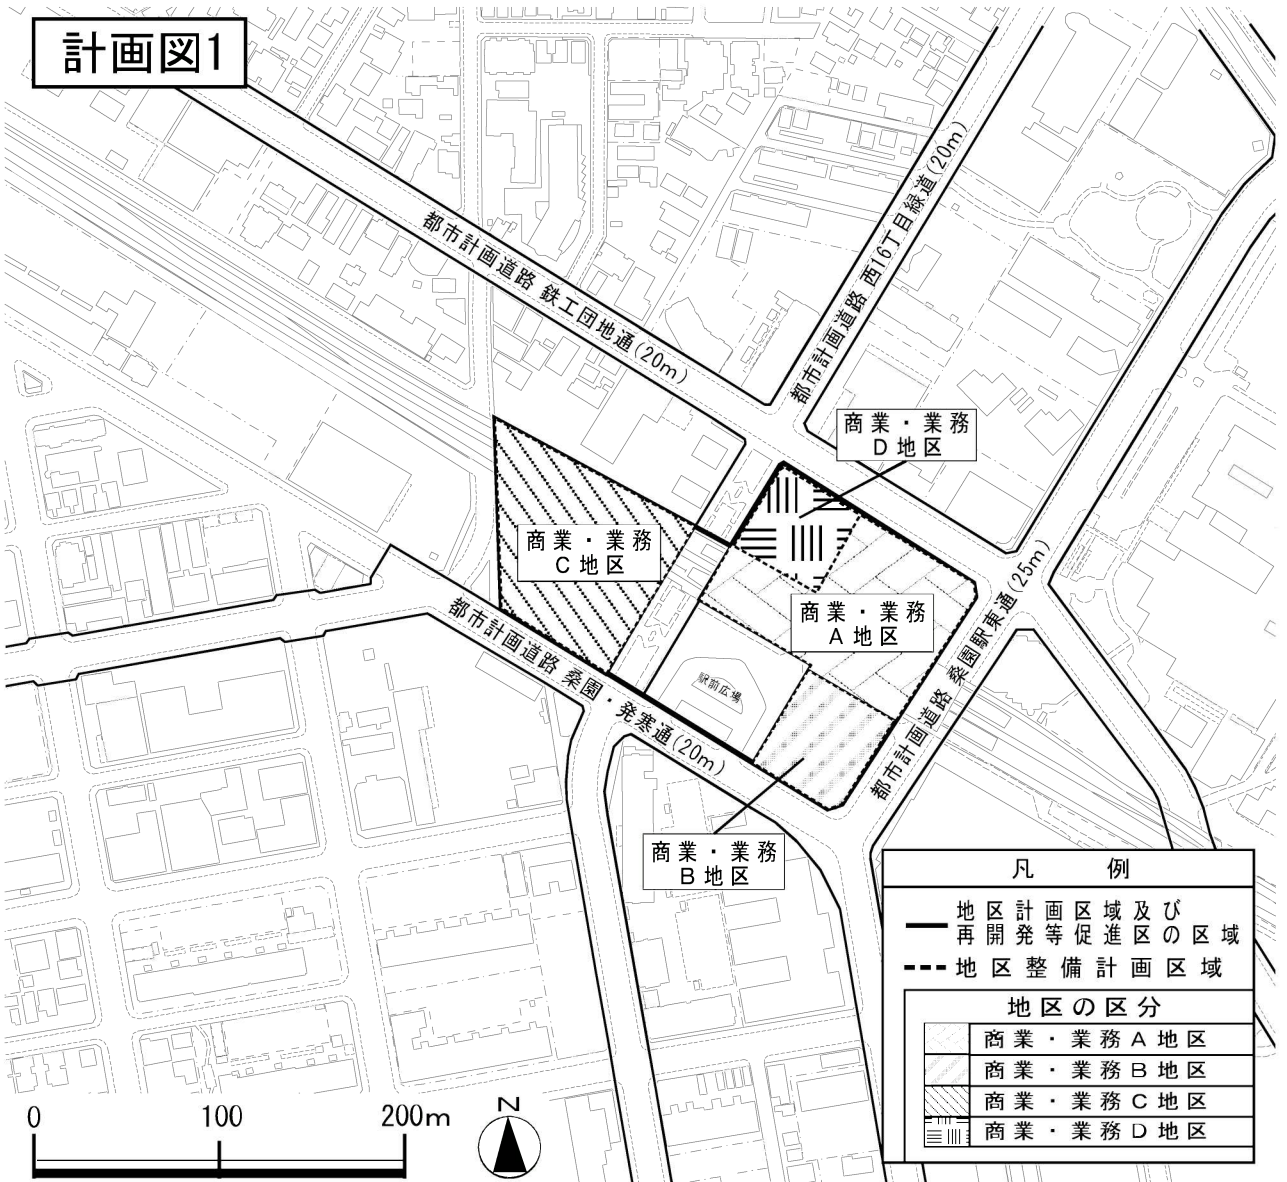 計画図1
都市計画道路 鉄工団地通(20m)
都市計画道路 西16丁目緑道(20m)
商業・業務
D地区
商業・業務
C地区
商業・業務
A地区
都市計画道路 桑園・発寒通(20m)
駅前広場
都市計画道路 桑園駅東通(25m)
商業・業務
B地区
凡 例
地区計画区域及び
再開発等促進区の区域
地区整備計画区域
地区の区分
商業・業務A地区
商業・業務B地区
商業・業務C地区
商業・業務D地区
0 100 200m
N